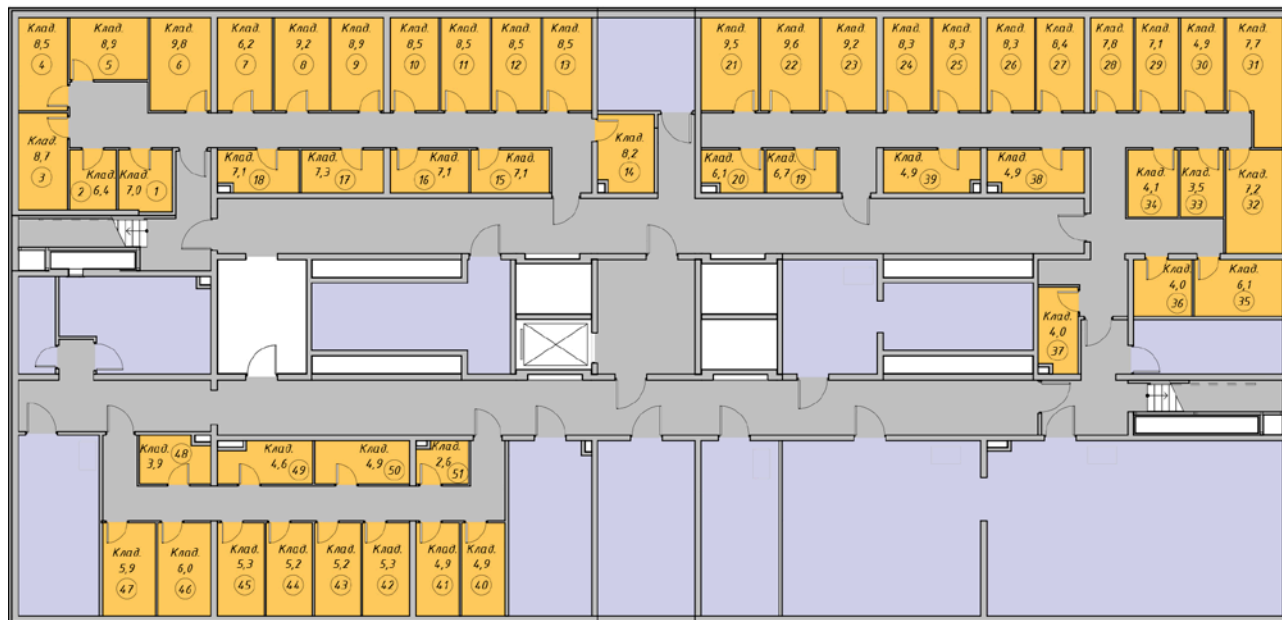 Клад.
8,5
4
Клад.
8,9
5
Клад.
9,8
6
Клад.
6,2
7
Клад.
9,2
8
Клад.
8,9
9
Клад.
8,5
10
Клад.
8,5
11
Клад.
8,5
12
Клад.
8,5
13
Клад.
9,5
21
Клад.
9,6
22
Клад.
9,2
23
Клад.
8,3
24
Клад.
8,3
25
Клад.
8,3
26
Клад.
8,4
27
Клад.
7,8
28
Клад.
7,1
29
Клад.
4,9
30
Клад.
7,7
31
Клад.
8,7
3
Клад.
6,4
2
Клад.
7,0
1
Клад.
7,1
18
Клад.
7,3
17
Клад.
7,1
16
Клад.
7,1
15
Клад.
8,2
14
Клад.
6,1
20
Клад.
6,7
19
Клад.
4,9
39
Клад.
4,9
38
Клад.
4,1
34
Клад.
3,5
33
Клад.
7,2
32
Клад.
4,0
36
Клад.
6,1
35
Клад.
4,0
37
Клад.
3,9
48
Клад.
4,6
49
Клад.
4,9
50
Клад.
2,6
51
Клад.
5,9
47
Клад.
6,0
46
Клад.
5,3
45
Клад.
5,2
44
Клад.
5,2
43
Клад.
5,3
42
Клад.
4,9
41
Клад.
4,9
40